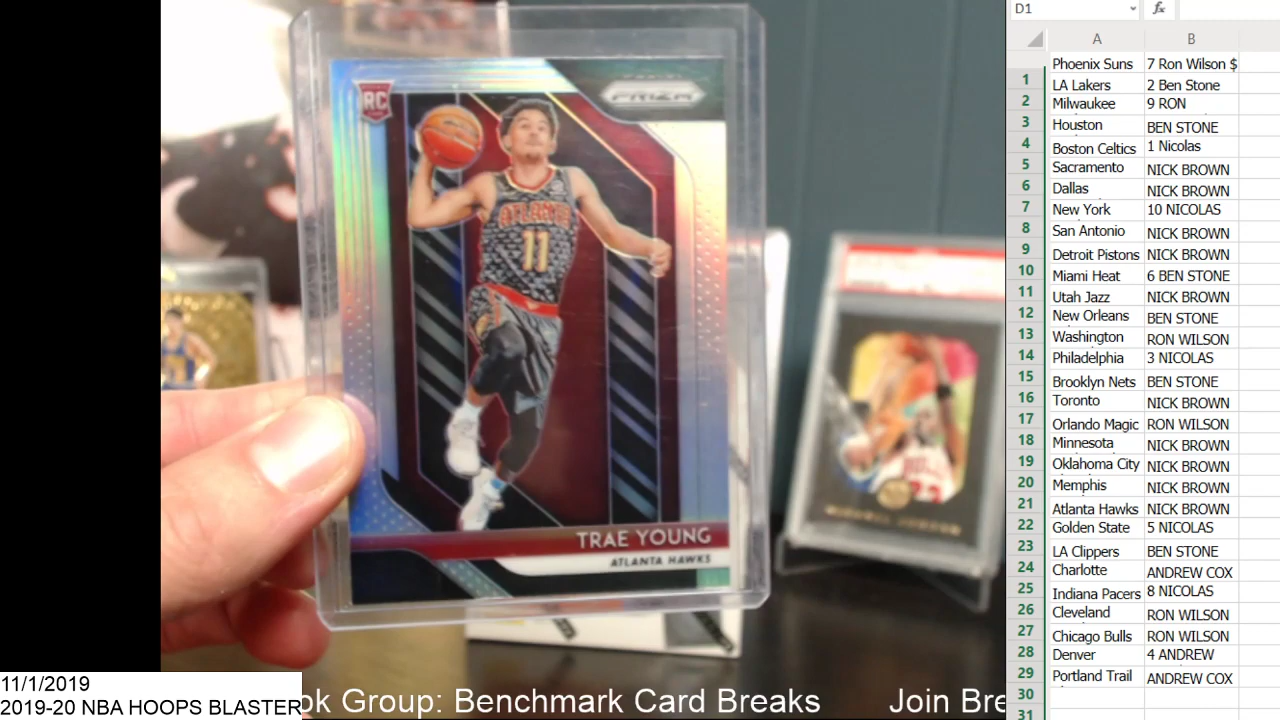 RC
PANINI
PRIZM
ATLANTA
11
TRAE YOUNG
ATLANTA HAWKS
11/1/2019
2019-20 NBA HOOPS BLASTER
ok Group: Benchmark Card Breaks Join Bre
D1 fx
A B
Phoenix Suns 7 Ron Wilson $
1 LA Lakers 2 Ben Stone
2 Milwaukee 9 RON
3 Houston BEN STONE
4 Boston Celtics 1 Nicolas
5 Sacramento NICK BROWN
6 Dallas NICK BROWN
7 New York 10 NICOLAS
8 San Antonio NICK BROWN
9 Detroit Pistons NICK BROWN
10 Miami Heat 6 BEN STONE
11 Utah Jazz NICK BROWN
12 New Orleans BEN STONE
13 Washington RON WILSON
14 Philadelphia 3 NICOLAS
15 Brooklyn Nets BEN STONE
16 Toronto NICK BROWN
17 Orlando Magic RON WILSON
18 Minnesota NICK BROWN
19 Oklahoma City NICK BROWN
20 Memphis NICK BROWN
21 Atlanta Hawks NICK BROWN
22 Golden State 5 NICOLAS
23 LA Clippers BEN STONE
24 Charlotte ANDREW COX
25 Indiana Pacers 8 NICOLAS
26 Cleveland RON WILSON
27 Chicago Bulls RON WILSON
28 Denver 4 ANDREW
29 Portland Trail ANDREW COX
30
31